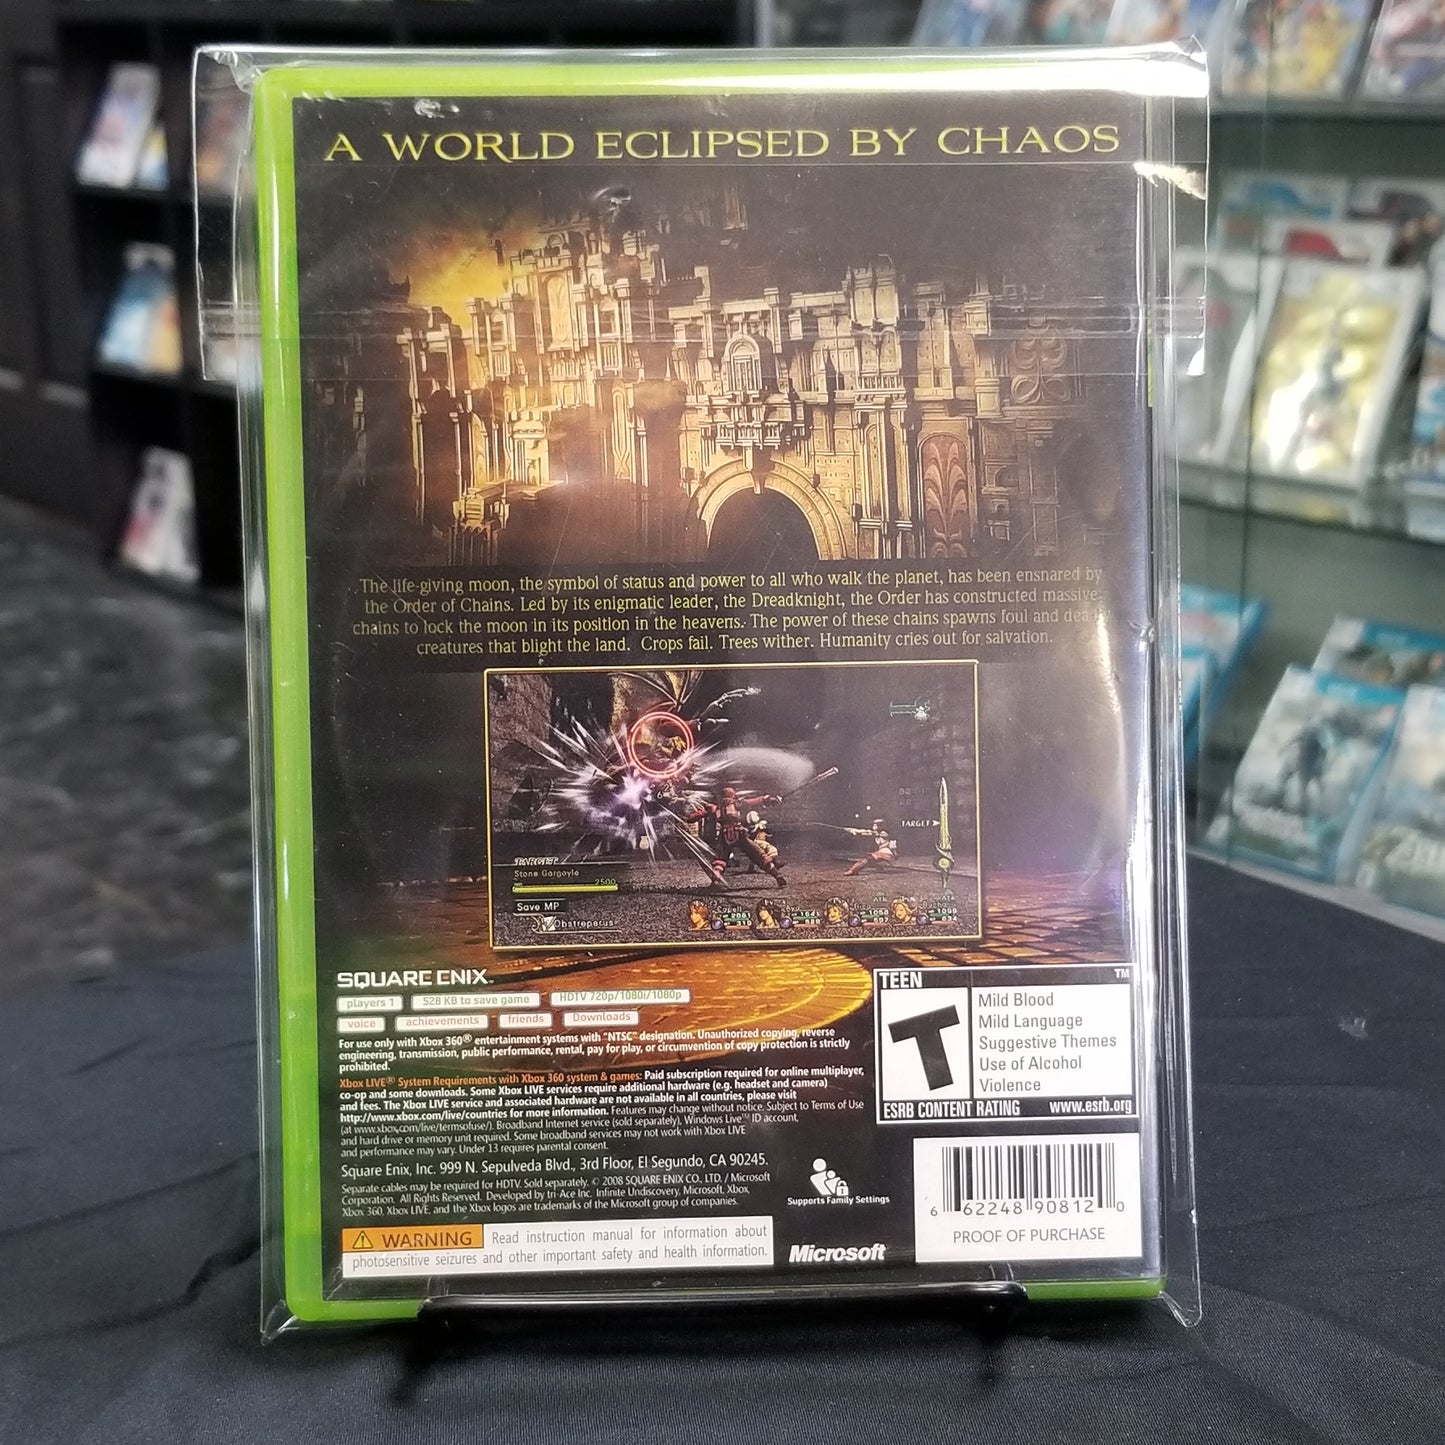 A WORLD ECLIPSED BY CHAOS
The life-giving moon, the symbol of status and power to all who walk the planet, has been ensnared by
the Order of Chains. Led by its enigmatic leader, the Dreadknight, the Order has constructed massive
chains to lock the moon in its position in the heavens. The power of these chains spawns foul and deadly
creatures that blight the land. Crops fail. Trees wither. Humanity cries out for salvation.
TARGET
Stone Gargoyle
2500
Save MP
Obstreperus
Capell
SQUARE ENIX
players 1
528 KB to save game
HDTV 720p/1080i/1080p
voice
achievements
friends
Downloads
For use only with Xbox 360® entertainment systems with "NTSC" designation. Unauthorized copying, reverse
engineering, transmission, public performance, rental, pay for play, or circumvention of copy protection is strictly
prohibited.
Xbox LIVE® System Requirements with Xbox 360 system & games: Paid subscription required for online multiplayer,
co-op and some downloads. Some Xbox LIVE services require additional hardware (e.g. headset and camera)
and fees. The Xbox LIVE service and associated hardware are not available in all countries, please visit
http://www.xbox.com/live/countries for more information. Features may change without notice. Subject to Terms of Use
(at www.xbox.com/live/termsofuse/). Broadband Internet service (sold separately), Windows Live™ ID account,
and hard drive or memory unit required. Some broadband services may not work with Xbox LIVE
and performance may vary. Under 13 requires parental consent.
Square Enix, Inc. 999 N. Sepulveda Blvd., 3rd Floor, El Segundo, CA 90245.
Separate cables may be required for HDTV. Sold separately. © 2008 SQUARE ENIX CO., LTD. / Microsoft
Corporation. All Rights Reserved. Developed by tri-Ace Inc. Infinite Undiscovery, Microsoft, Xbox,
Xbox 360, Xbox LIVE, and the Xbox logos are trademarks of the Microsoft group of companies.
WARNING Read instruction manual for information about
photosensitive seizures and other important safety and health information.
Supports Family Settings
Microsoft
TEEN
TM
T
Mild Blood
Mild Language
Suggestive Themes
Use of Alcohol
Violence
ESRB CONTENT RATING www.esrb.org
6 62248 90812 0
PROOF OF PURCHASE